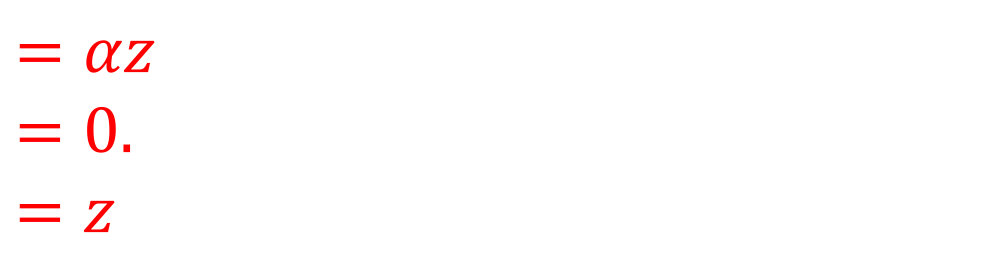 = αz
= 0.
= z